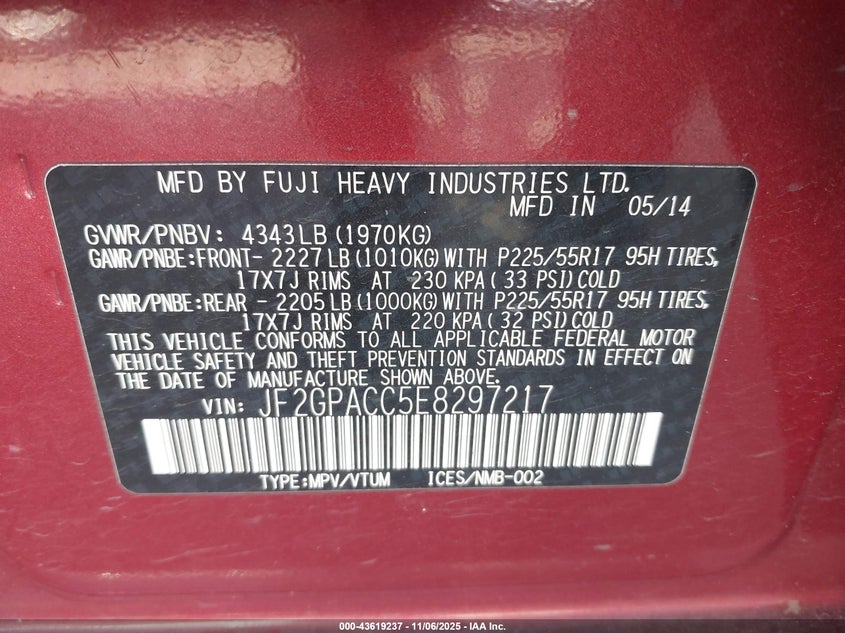 MFD BY FUJI HEAVY INDUSTRIES LTD.
MFD IN 05/14
GVWR/PNBV: 4343LB(1970KG)
GAWR/PNBE:FRONT- 2227LB(1010KG)WITH P225/55R17 95H TIRES,
17X7J RIMS AT 230 KPA( 33 PSI)COLD
GAWR/PNBE:REAR - 2205LB(1000KG)WITH P225/55R17 95H TIRES,
17X7J RIMS AT 220 KPA( 32 PSI)COLD
THIS VEHICLE CONFORMS TO ALL APPLICABLE FEDERAL MOTOR
VEHICLE SAFETY AND THEFT PREVENTION STANDARDS IN EFFECT ON
THE DATE OF MANUFACTURE SHOWN ABOVE.
VIN: JF2GPACC5E8297217
TYPE:MPV/VTUM ICES/NMB-002
000-43619237 - 11/06/2025 - IAA Inc.